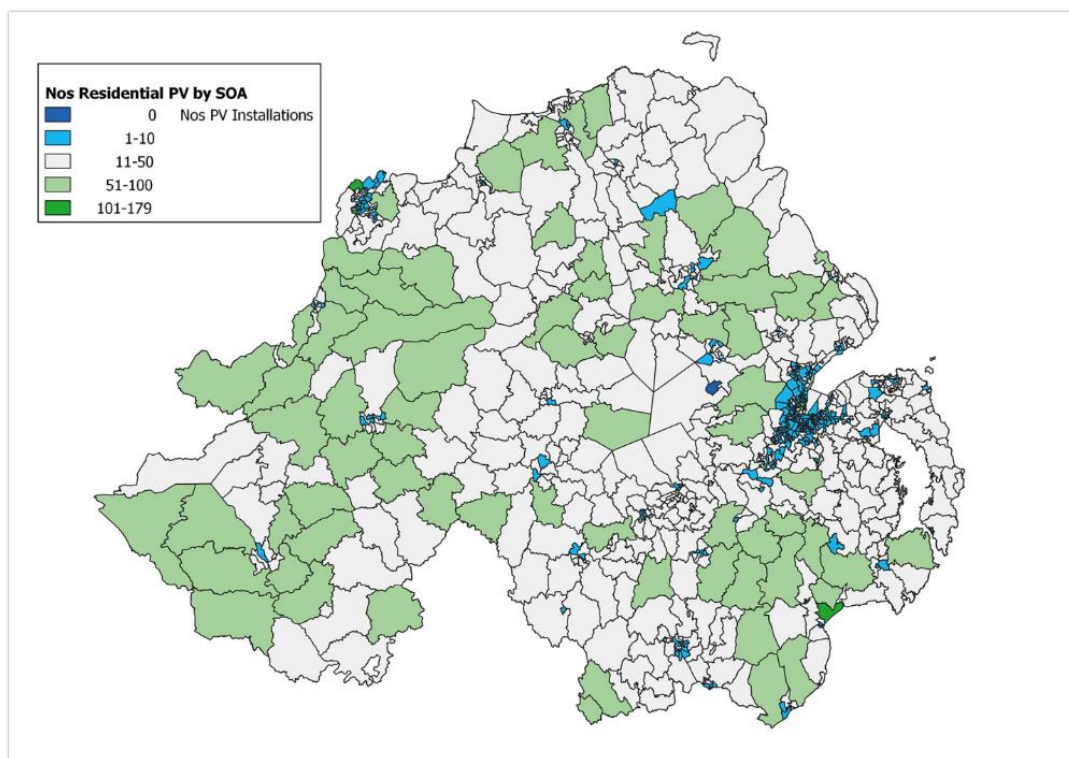 Nos Residential PV by SOA
0 Nos PV Installations
1-10
11-50
51-100
101-179